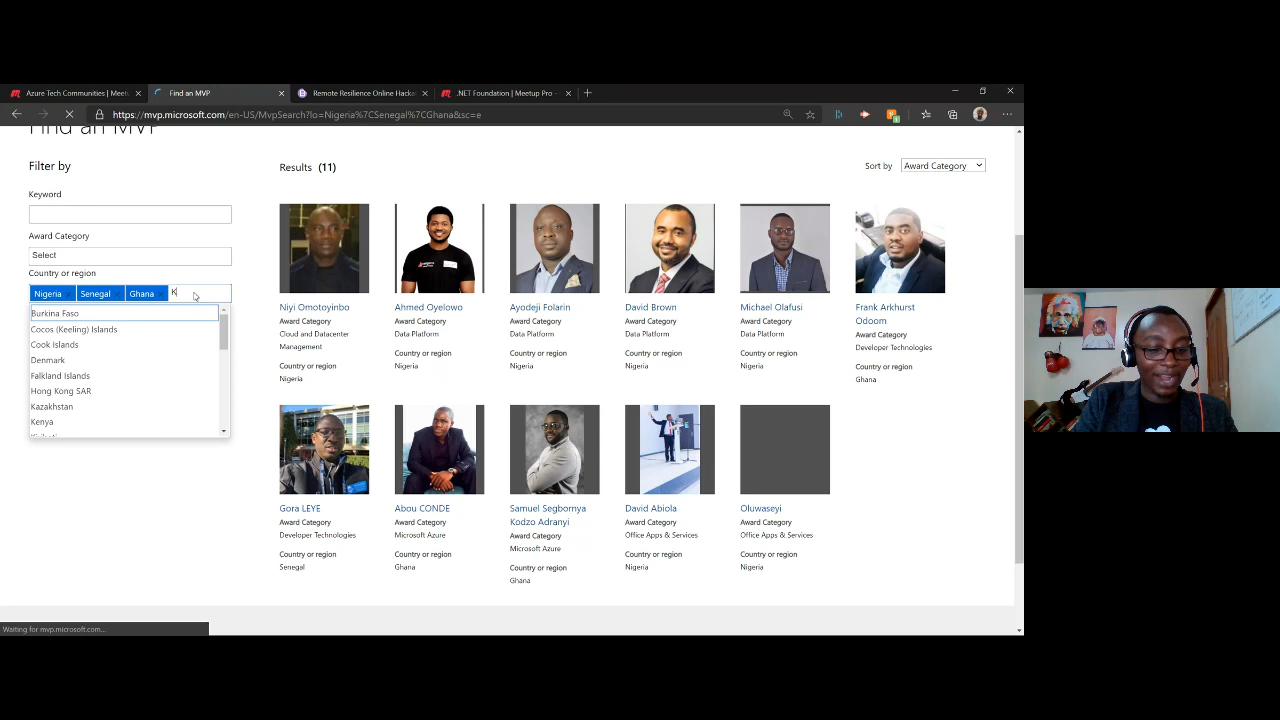 Azure Tech Communities | Meetu
Find an MVP
Remote Resilience Online Hackat
.NET Foundation | Meetup Pro -
https://mvp.microsoft.com/en-US/MvpSearch?lo=Nigeria%7CSenegal%7CGhana&sc=e
Find an MVP
Filter by
Results (11)
Sort by
Award Category
Keyword
Award Category
Select
Country or region
Nigeria
Senegal
Ghana
K
Burkina Faso
Cocos (Keeling) Islands
Cook Islands
Denmark
Falkland Islands
Hong Kong SAR
Kazakhstan
Kenya
Kiribati
Niyi Omotoyinbo
Award Category
Cloud and Datacenter
Management
Country or region
Nigeria
Ahmed Oyelowo
Award Category
Data Platform
Country or region
Nigeria
Ayodeji Folarin
Award Category
Data Platform
Country or region
Nigeria
David Brown
Award Category
Data Platform
Country or region
Nigeria
Michael Olafusi
Award Category
Data Platform
Country or region
Nigeria
Frank Arkhurst
Odoom
Award Category
Developer Technologies
Country or region
Ghana
Gora LEYE
Award Category
Developer Technologies
Country or region
Senegal
Abou CONDE
Award Category
Microsoft Azure
Country or region
Ghana
Samuel Segbornya
Kodzo Adranyi
Award Category
Microsoft Azure
Country or region
Ghana
David Abiola
Award Category
Office Apps & Services
Country or region
Nigeria
Oluwaseyi
Award Category
Office Apps & Services
Country or region
Nigeria
Waiting for mvp.microsoft.com...